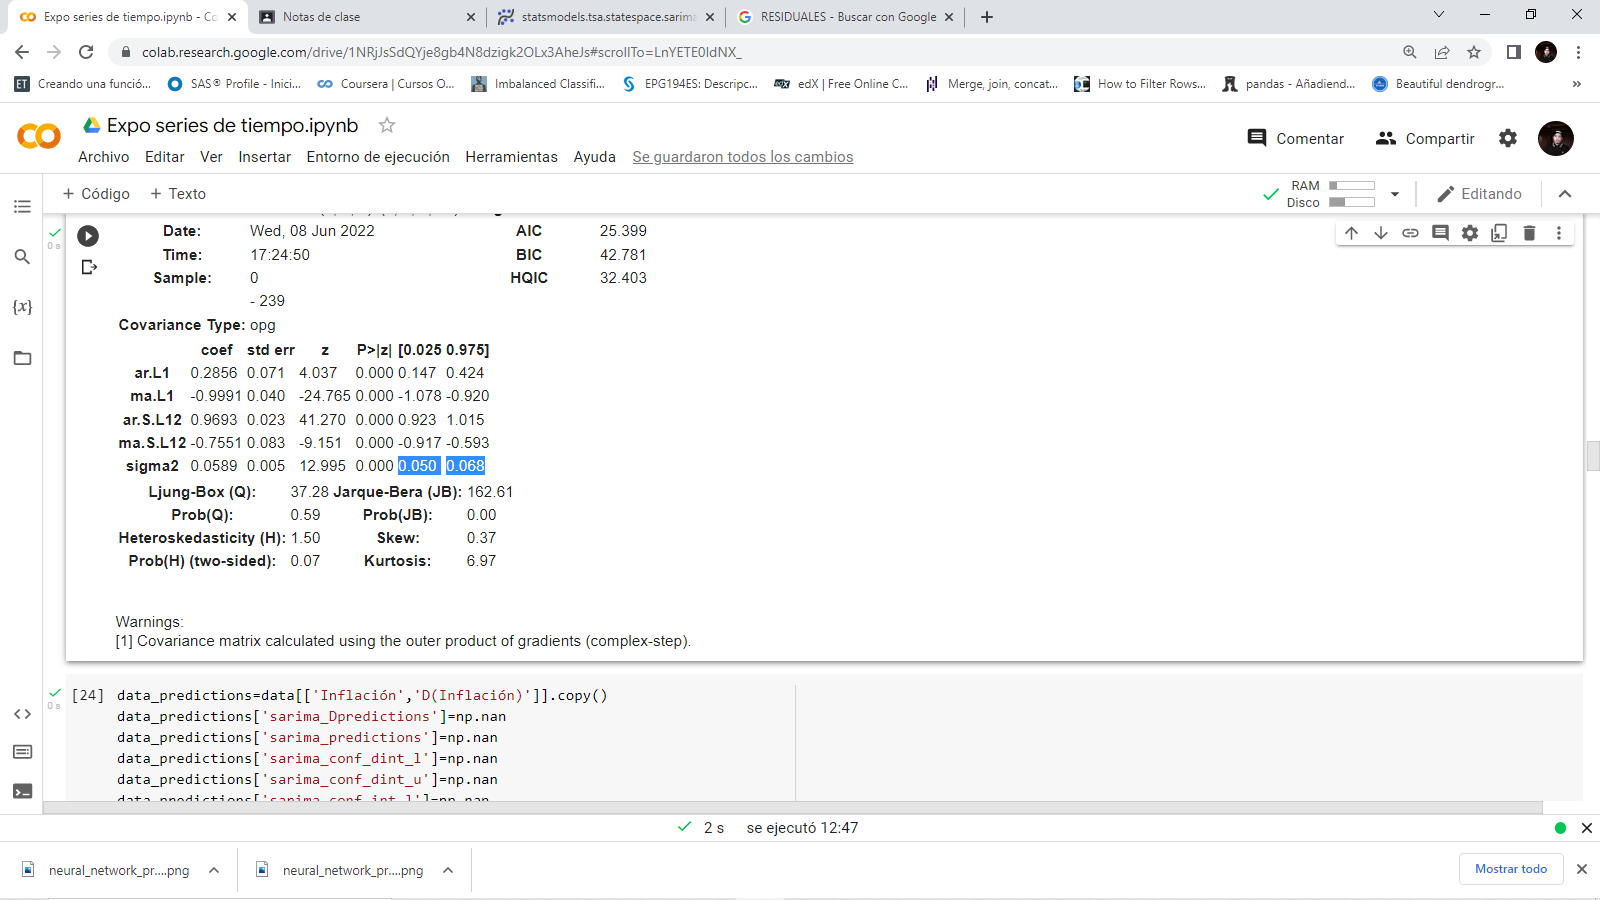 Expo series de tiempo.ipynb - Co
Notas de clase
statsmodels.tsa.statespace.sarima
RESIDUALES - Buscar con Google
colab.research.google.com/drive/1NRjJsSdQYje8gb4N8dzigk2OLx3AheJs#scrollTo=LnYETE0IdNX_
ET Creando una funció...
SAS® Profile - Inici...
Coursera | Cursos O...
Imbalanced Classifi...
EPG194ES: Descripc...
edX | Free Online C...
Merge, join, concat...
How to Filter Rows...
pandas - Añadiend...
Beautiful dendrogr...
»
Expo series de tiempo.ipynb
Comentar
Compartir
Archivo Editar Ver Insertar Entorno de ejecución Herramientas Ayuda Se guardaron todos los cambios
+ Código + Texto
RAM
Disco
Editando
Date: Wed, 08 Jun 2022 AIC 25.399
Time: 17:24:50 BIC 42.781
Sample: 0 HQIC 32.403
- 239
Covariance Type: opg
coef std err z P>|z| [0.025 0.975]
ar.L1 0.2856 0.071 4.037 0.000 0.147 0.424
ma.L1 -0.9991 0.040 -24.765 0.000 -1.078 -0.920
ar.S.L12 0.9693 0.023 41.270 0.000 0.923 1.015
ma.S.L12 -0.7551 0.083 -9.151 0.000 -0.917 -0.593
sigma2 0.0589 0.005 12.995 0.000 0.050 0.068
Ljung-Box (Q): 37.28 Jarque-Bera (JB): 162.61
Prob(Q): 0.59 Prob(JB): 0.00
Heteroskedasticity (H): 1.50 Skew: 0.37
Prob(H) (two-sided): 0.07 Kurtosis: 6.97
Warnings:
[1] Covariance matrix calculated using the outer product of gradients (complex-step).
0 s
{x}
0 s
[24] data_predictions=data[['Inflación','D(Inflación)']].copy()
data_predictions['sarima_Dpredictions']=np.nan
data_predictions['sarima_predictions']=np.nan
data_predictions['sarima_conf_dint_l']=np.nan
data_predictions['sarima_conf_dint_u']=np.nan
data_predictions['sarima_conf_int_l']=np.nan
2 s se ejecutó 12:47
neural_network_pr....png
neural_network_pr....png
Mostrar todo